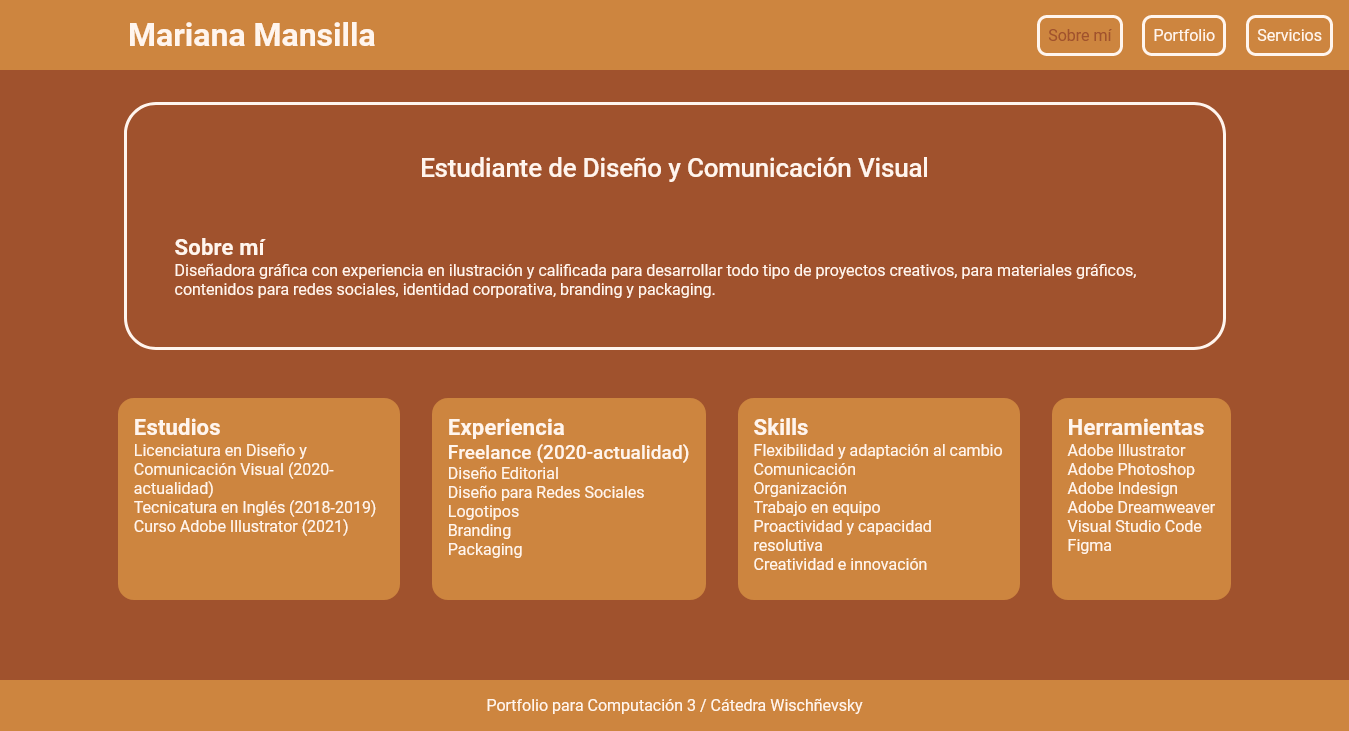 Mariana Mansilla
Sobre mí
Portfolio
Servicios
Estudiante de Diseño y Comunicación Visual
Sobre mí
Diseñadora gráfica con experiencia en ilustración y calificada para desarrollar todo tipo de proyectos creativos, para materiales gráficos,
contenidos para redes sociales, identidad corporativa, branding y packaging.
Estudios
Licenciatura en Diseño y
Comunicación Visual (2020-
actualidad)
Tecnicatura en Inglés (2018-2019)
Curso Adobe Illustrator (2021)
Experiencia
Freelance (2020-actualidad)
Diseño Editorial
Diseño para Redes Sociales
Logotipos
Branding
Packaging
Skills
Flexibilidad y adaptación al cambio
Comunicación
Organización
Trabajo en equipo
Proactividad y capacidad
resolutiva
Creatividad e innovación
Herramientas
Adobe Illustrator
Adobe Photoshop
Adobe Indesign
Adobe Dreamweaver
Visual Studio Code
Figma
Portfolio para Computación 3 / Cátedra Wischñevsky